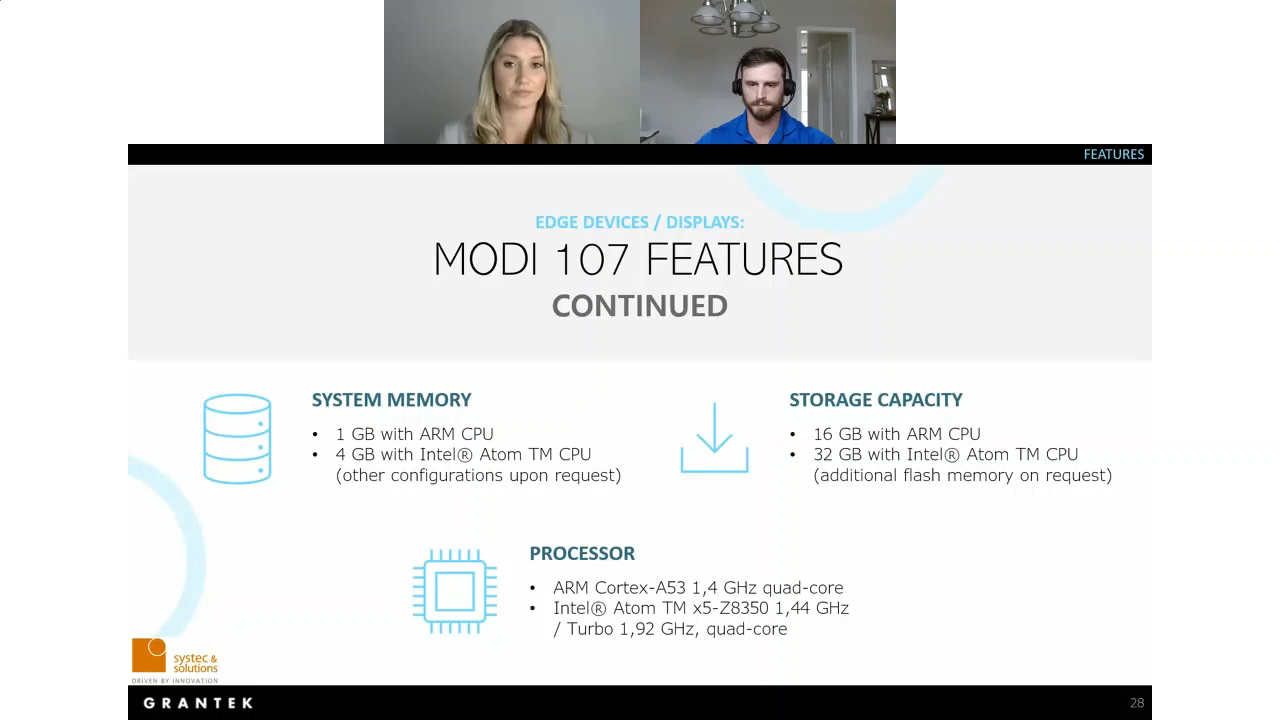 FEATURES
EDGE DEVICES / DISPLAYS:
MODI 107 FEATURES
CONTINUED
SYSTEM MEMORY
• 1 GB with ARM CPU
• 4 GB with Intel® Atom TM CPU
(other configurations upon request)
STORAGE CAPACITY
• 16 GB with ARM CPU
• 32 GB with Intel® Atom TM CPU
(additional flash memory on request)
PROCESSOR
• ARM Cortex-A53 1,4 GHz quad-core
• Intel® Atom TM x5-Z8350 1,44 GHz
/ Turbo 1,92 GHz, quad-core
systec &
solutions
DRIVEN BY INNOVATION
GRANTEK
28